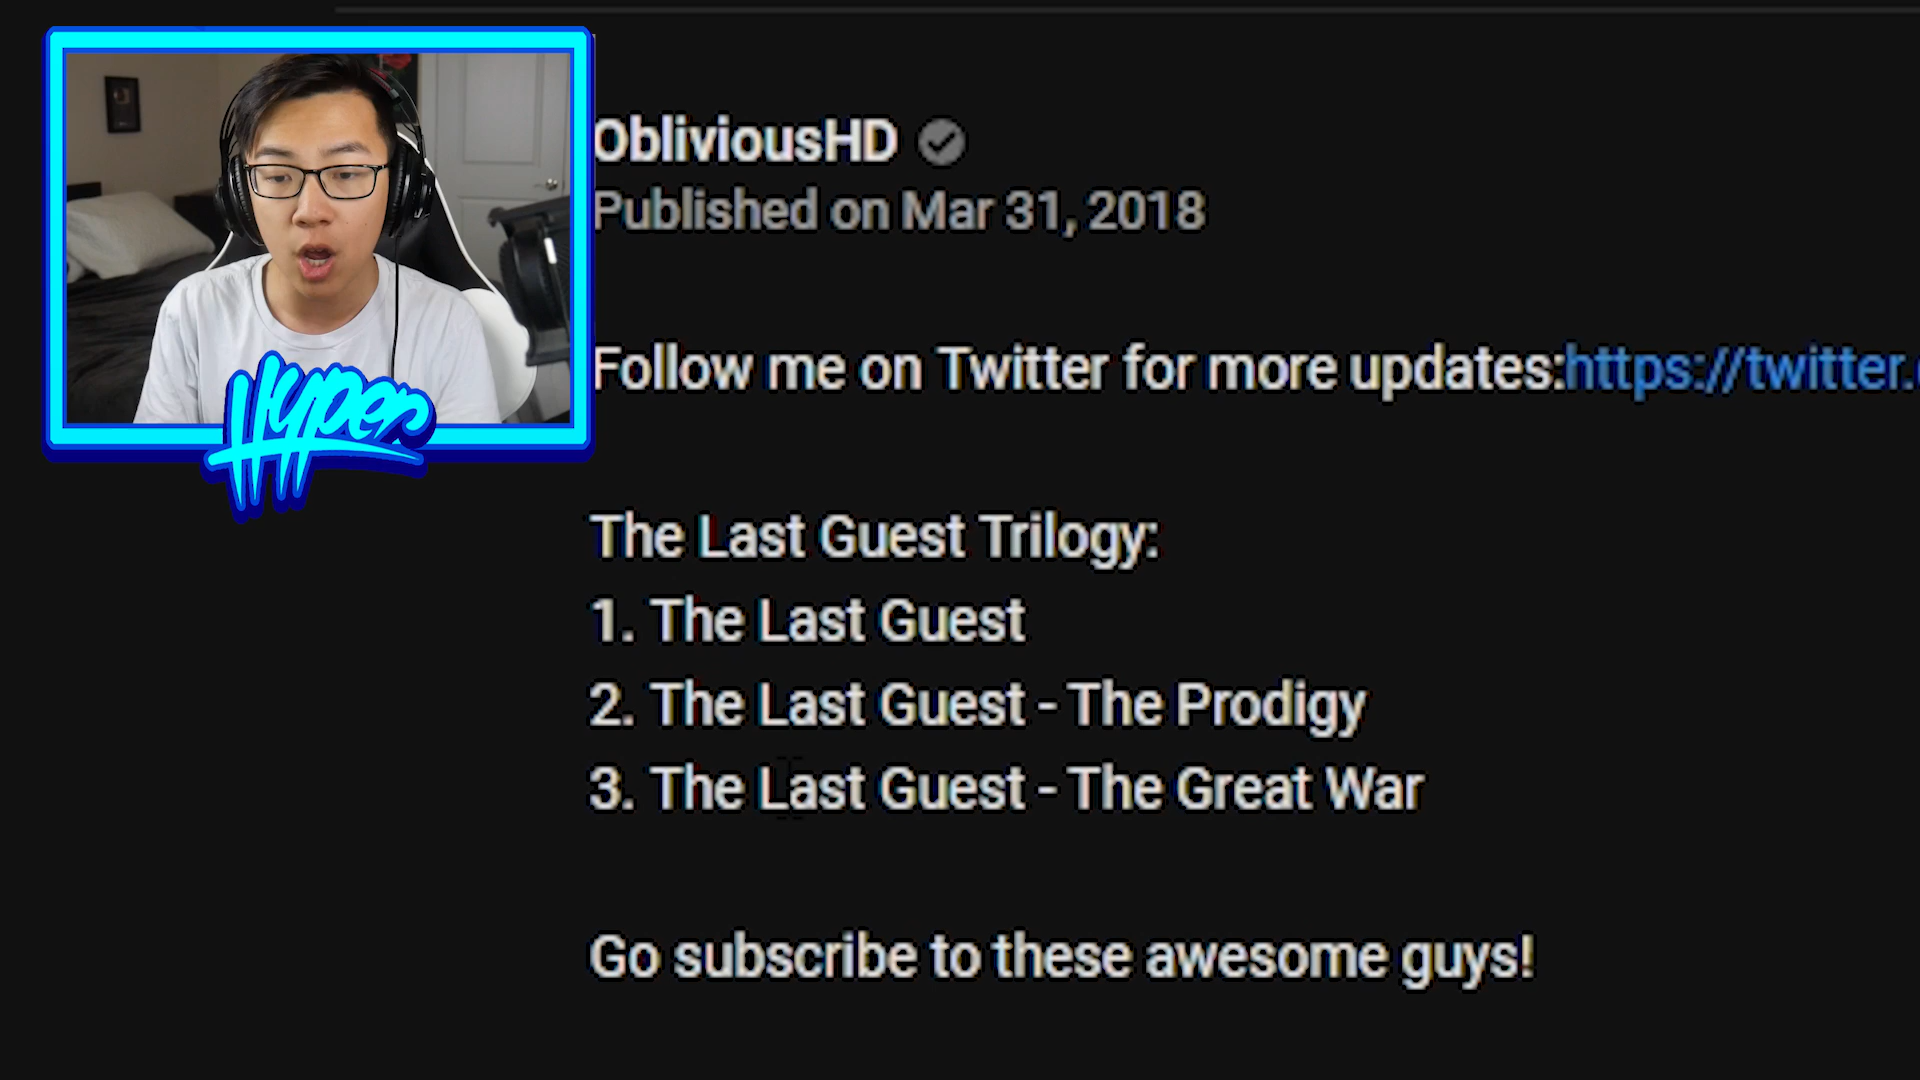 Hyper
ObliviousHD
Published on Mar 31, 2018
Follow me on Twitter for more updates:https://twitter.
The Last Guest Trilogy:
1. The Last Guest
2. The Last Guest - The Prodigy
3. The Last Guest - The Great War
Go subscribe to these awesome guys!